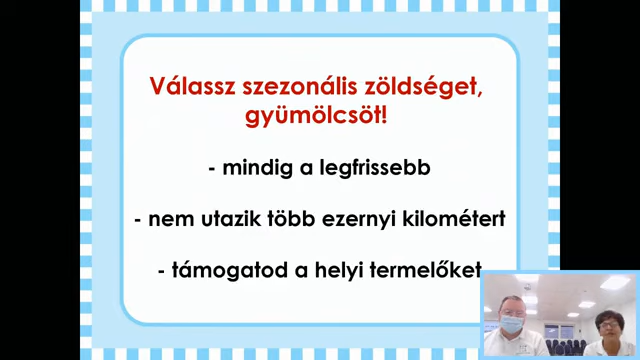 Válassz szezonális zöldséget,
gyümölcsöt!
- mindig a legfrissebb
- nem utazik több ezernyi kilométert
- támogatod a helyi termelőket